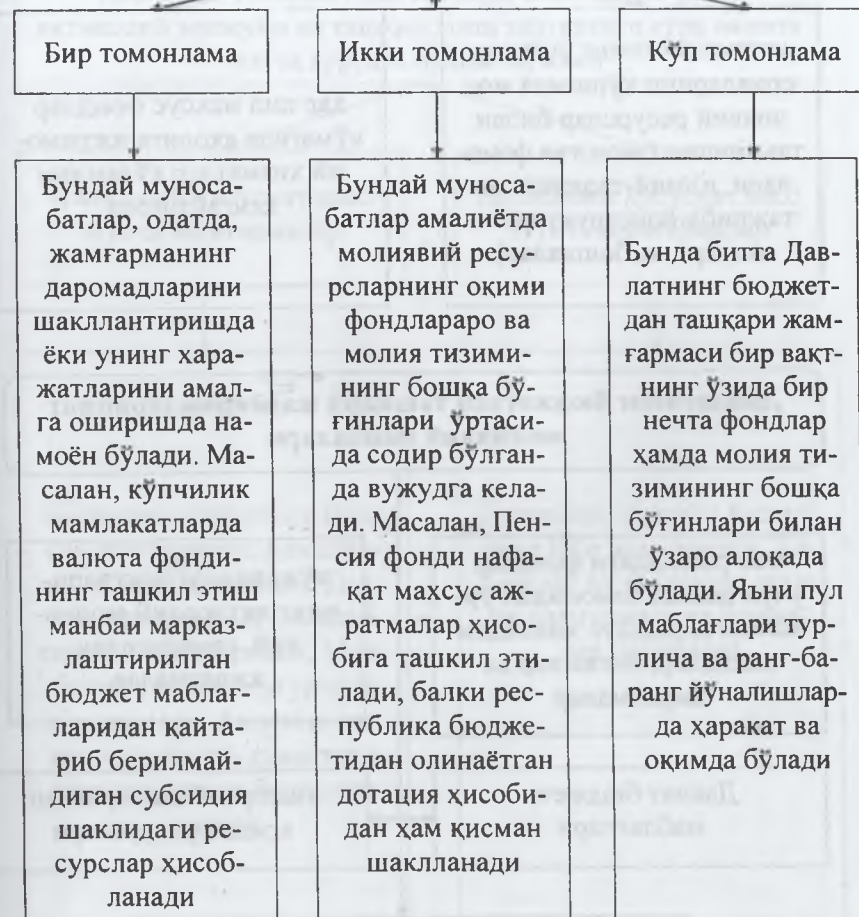 Бир томонлама
Икки томонлама
Кўп томонлама
Бундай муноса-
батлар, одатда,
жамғарманинг
даромадларини
шакллантиришда
ёки унинг хара-
жатларини амал-
га оширишда на-
моён бўлади. Ма-
салан, кўпчилик
мамлакатларда
валюта фонди-
нинг ташкил этиш
манбаи марказ-
лаштирилган
бюджет маблағ-
ларидан қайта-
риб берилмай-
диган субсидия
шаклидаги ре-
сурслар ҳисоб-
ланади
Бундай муноса-
батлар амалиётда
молиявий ресу-
рсларнинг оқими
фондлараро ва
молия тизими-
нинг бошқа бў-
ғинлари ўртаси-
да содир бўлган-
да вужудга кела-
ди. Масалан, Пен-
сия фонди нафа-
қат махсус аж-
ратмалар ҳисо-
бига ташкил эти-
лади, балки рес-
публика бюдже-
тидан олинаётган
дотация ҳисоби-
дан ҳам қисман
шаклланади
Бунда битта Дав-
латнинг бюджет-
дан ташқари жам-
ғармаси бир вақт-
нинг ўзида бир
нечта фондлар
ҳамда молия ти-
зимининг бошқа
бўғинлари билан
ўзаро алоқада
бўлади. Яъни пул
маблағлари тур-
лича ва ранг-ба-
ранг йўналишлар-
да ҳаракат ва
оқимда бўлади